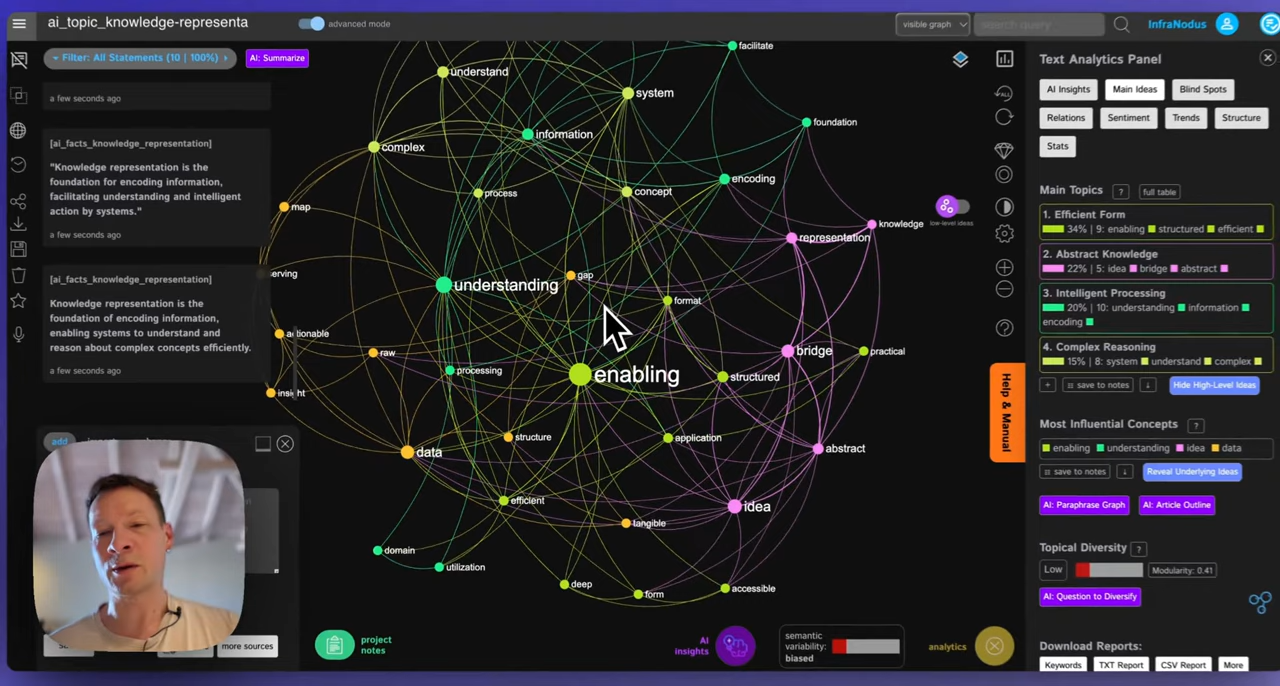 ai_topic_knowledge-representa
advanced mode
visible graph
search query
InfraNodus
Filter: All Statements (10 | 100%)
AI: Summarize
a few seconds ago
[ai_facts_knowledge_representation]
"Knowledge representation is the
foundation for encoding information,
facilitating understanding and intelligent
action by systems."
a few seconds ago
[ai_facts_knowledge_representation]
Knowledge representation is the
foundation of encoding information,
enabling systems to understand and
reason about complex concepts efficiently.
a few seconds ago
add
more sources
facilitate
understand
system
foundation
information
complex
encoding
process
concept
map
knowledge
representation
low-level ideas
erving
gap
understanding
format
actionable
raw
bridge
practical
processing
enabling
structured
insight
structure
application
data
abstract
efficient
idea
tangible
domain
utilization
deep
form
accessible
project
notes
AI
insights
semantic
variability:
biased
analytics
Help & Manual
Text Analytics Panel
AI Insights
Main Ideas
Blind Spots
Relations
Sentiment
Trends
Structure
Stats
Main Topics ? full table
1. Efficient Form
34% | 9: enabling structured efficient
2. Abstract Knowledge
22% | 5: idea bridge abstract
3. Intelligent Processing
20% | 10: understanding information
encoding
4. Complex Reasoning
15% | 8: system understand complex
+ save to notes ↓ Hide High-Level Ideas
Most Influential Concepts ?
enabling understanding idea data
save to notes ↓ Reveal Underlying Ideas
AI: Paraphrase Graph
AI: Article Outline
Topical Diversity ?
Low
Modularity: 0.41
AI: Question to Diversify
Download Reports:
Keywords
TXT Report
CSV Report
More